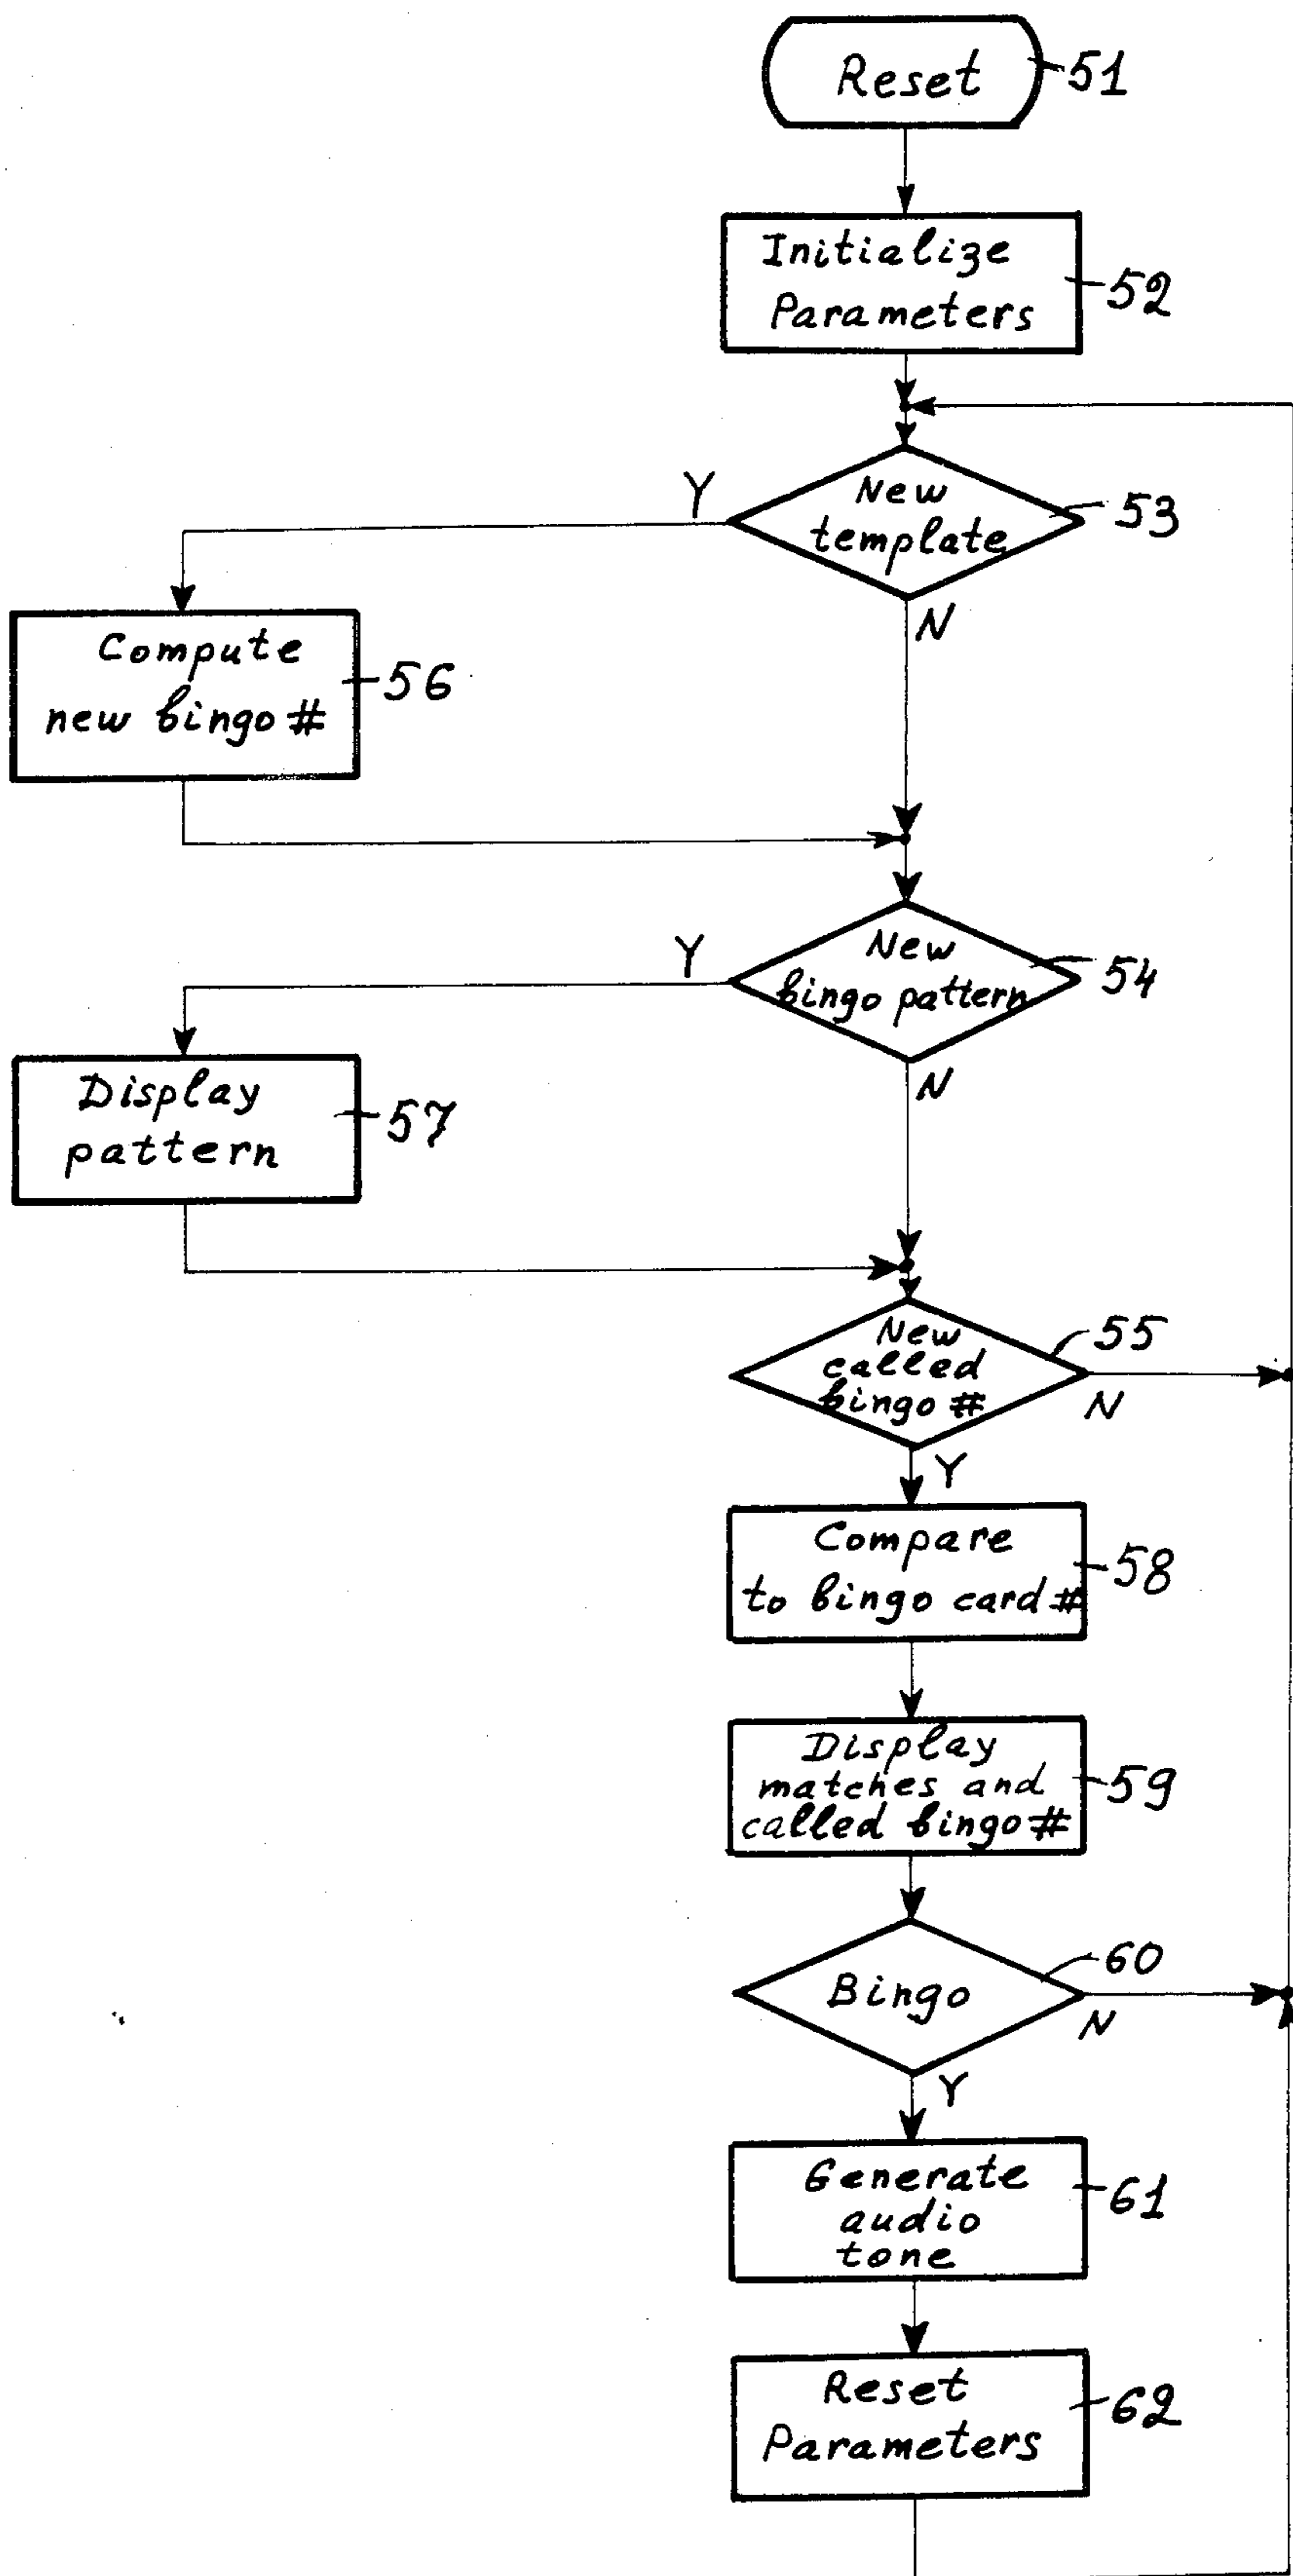 Reset
51
Initialize
Parameters
52
New
template
53
Y
N
Compute
new bingo #
56
New
bingo pattern
54
Y
N
Display
pattern
57
New
called
bingo #
55
N
Y
Compare
to bingo card #
58
Display
matches and
called bingo #
59
Bingo
60
N
Y
Generate
audio
tone
61
Reset
Parameters
62